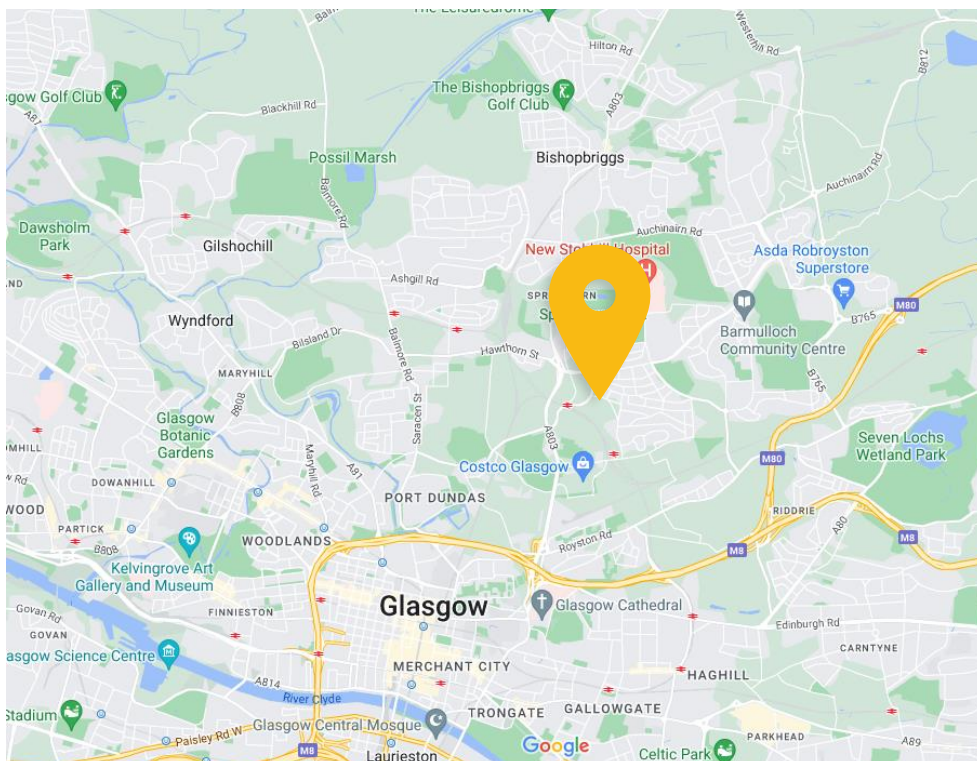 The Leisuredrome
Hilton Rd
Westerhill Rd
B812
sgow Golf Club
A81
Blackhill Rd
The Bishopbriggs
Golf Club
A803
Possil Marsh
Bishopbriggs
Auchinairn Rd
Balmore Rd
Dawsholm
Park
Gilshochill
Auchinairn Rd
New Stobhill Hospital
Asda Robroyston
Superstore
Ashgill Rd
M80
Wyndford
Bilsland Dr
Balmore Rd
Hawthorn St
Barmulloch
Community Centre
B765
MARYHILL
B808
Saracen St
B765
Glasgow
Botanic
Gardens
Maryhill Rd
A81
A803
Costco Glasgow
M80
Seven Lochs
Wetland Park
DOWANHILL
PORT DUNDAS
WOOD
PARTICK
B808
WOODLANDS
Royston Rd
RIDDRIE
A80
M8
M8
Kelvingrove Art
Gallery and Museum
Glasgow
Glasgow Cathedral
FINNIESTON
Govan Rd
GOVAN
Edinburgh Rd
CARNTYNE
asgow Science Centre
MERCHANT CITY
HAGHILL
A814
River Clyde
TRONGATE
GALLOWGATE
Stadium
Glasgow Central Mosque
Paisley Rd W
M8
Laurieston
Google
Celtic Park
PARKHEAD
A89